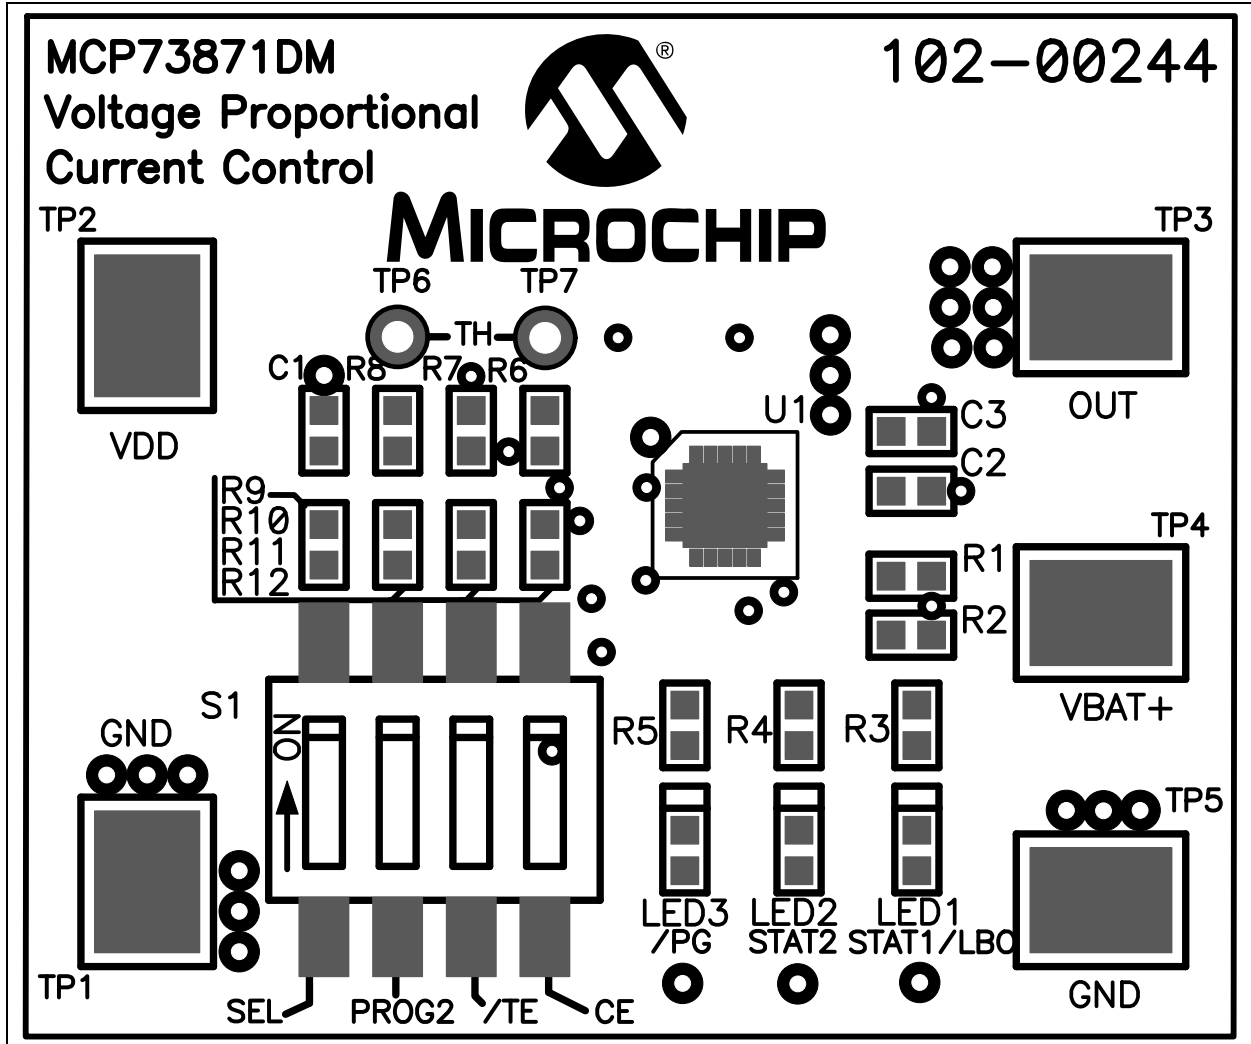 MCP73871DM
Voltage Proportional
Current Control
102-00244
®
MICROCHIP
TP2
TP3
TP6
TP7
TH
C1
R8
R7
R6
VDD
OUT
U1
C3
C2
R9
R10
R11
R12
TP4
R1
R2
VBAT+
S1
ON
GND
R5
R4
R3
TP5
LED3
LED2
LED1
/PG
STAT2
STAT1/LBO
TP1
GND
SEL
PROG2
/TE
CE